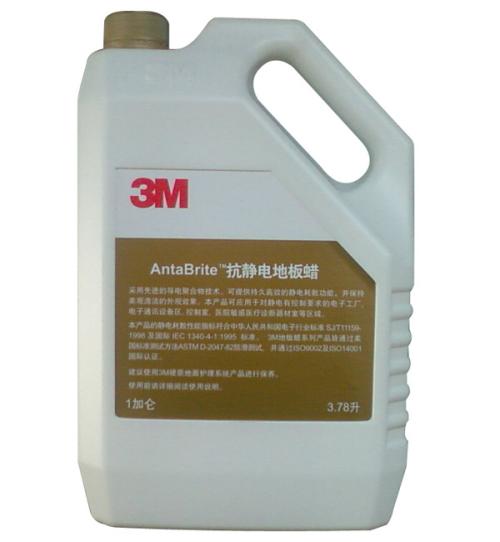 3M
AntaBrite™抗静电地板蜡
采用先进的导电聚合物技术，可提供持久高效的静电耗散功能，并保持
柔顺清洁的外观效果。本产品可应用于对静电有控制要求的电子工厂，
电子通讯设备区，控制室，医院敏感医疗诊断器材室等区域。
本产品的静电耗散性能指标符合中华人民共和国电子行业标准 SJT11159-
1998 及国际 IEC 1340-4-1 1995 标准。3M地板蜡系列产品皆通过美
国标准测试方法ASTM D-2047-82防滑测试，并通过ISO9002及ISO14001
国际认证。
建议使用3M硬质地面护理系统产品进行保养。
使用前请详细阅读使用说明。
1加仑 3.78升